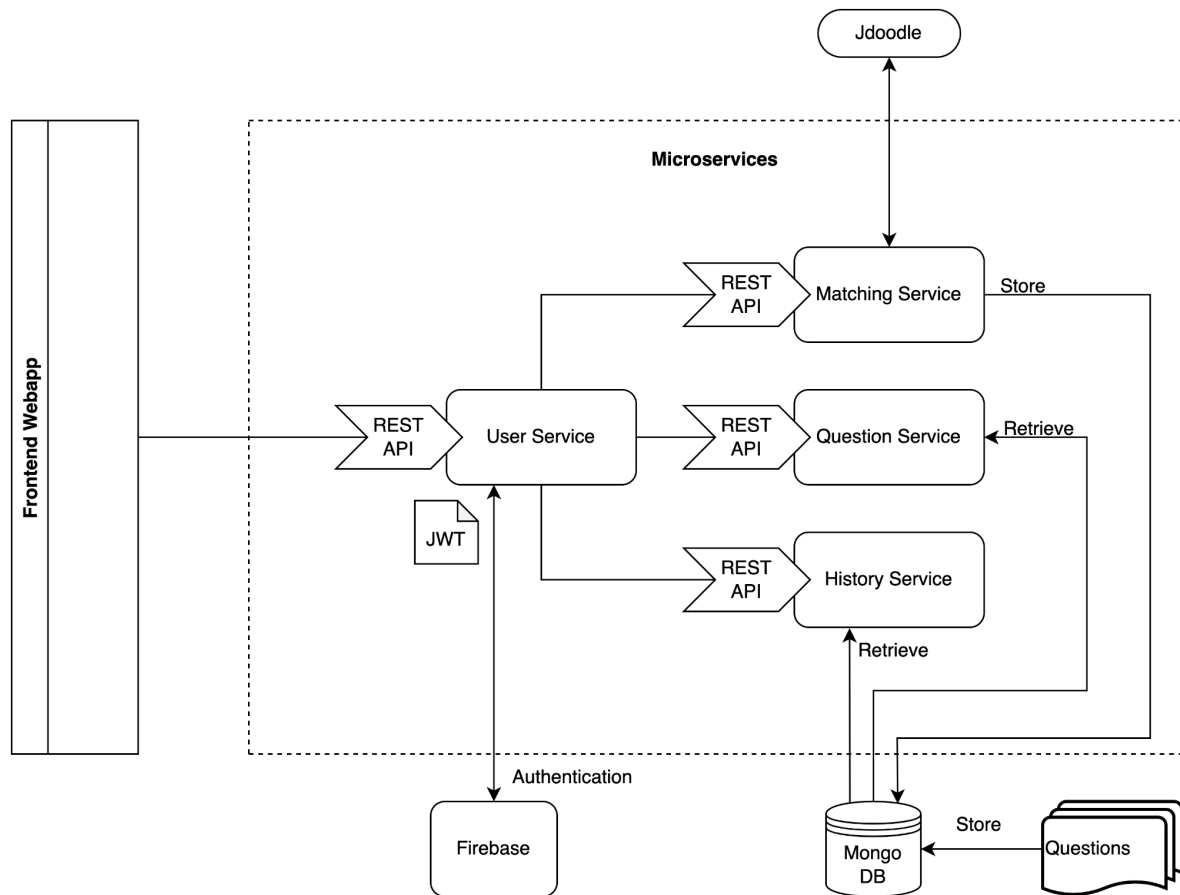 Jdoodle
Microservices
Frontend Webapp
REST
API
Matching Service
Store
REST
API
User Service
REST
API
Question Service
Retrieve
JWT
REST
API
History Service
Retrieve
Authentication
Firebase
Mongo
DB
Store
Questions